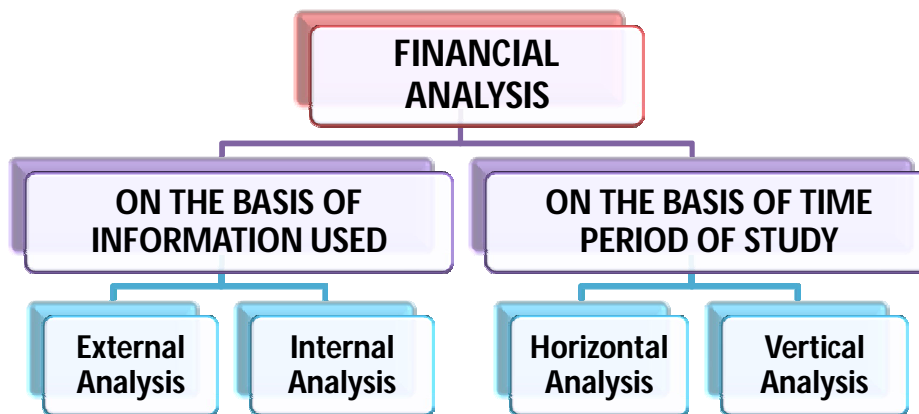 FINANCIAL
ANALYSIS
ON THE BASIS OF
INFORMATION USED
ON THE BASIS OF TIME
PERIOD OF STUDY
External
Analysis
Internal
Analysis
Horizontal
Analysis
Vertical
Analysis